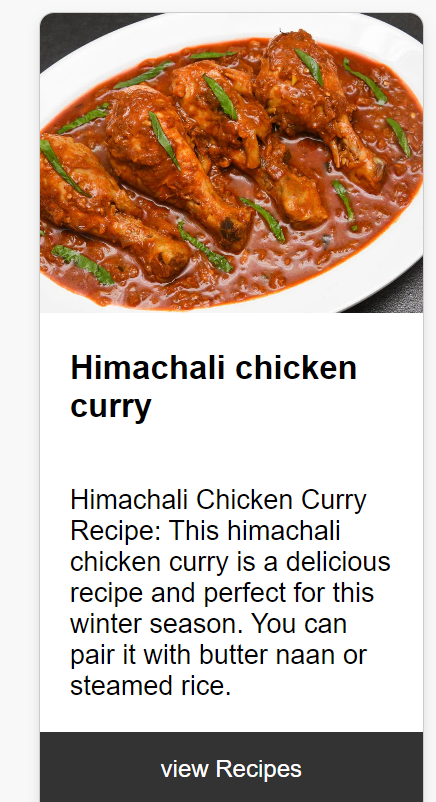 Himachali chicken
curry
Himachali Chicken Curry
Recipe: This himachali
chicken curry is a delicious
recipe and perfect for this
winter season. You can
pair it with butter naan or
steamed rice.
view Recipes